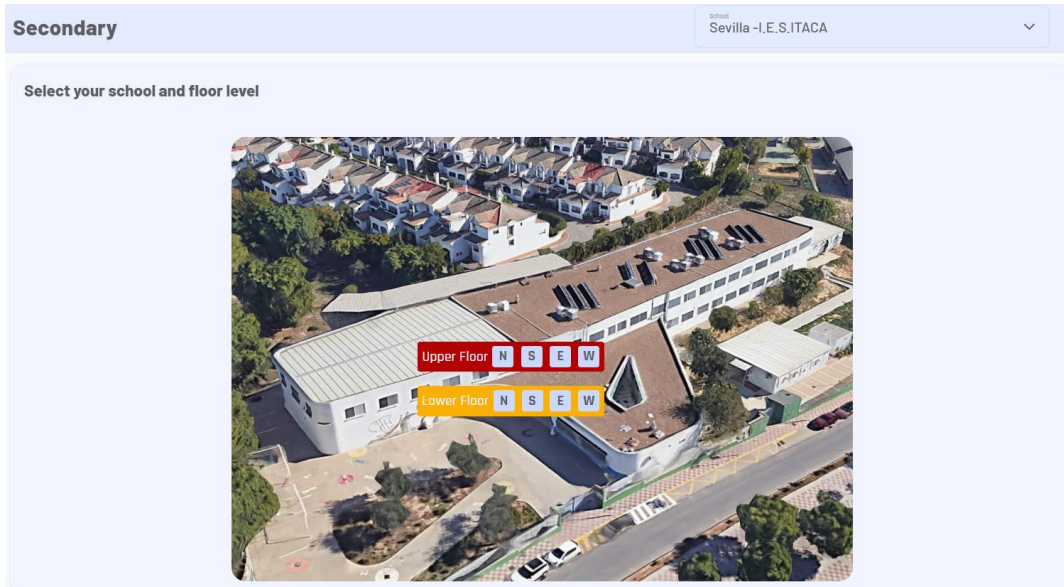 Secondary
School
Sevilla -I.E.S.ITACA
Select your school and floor level
Upper Floor N S E W
Lower Floor N S E W